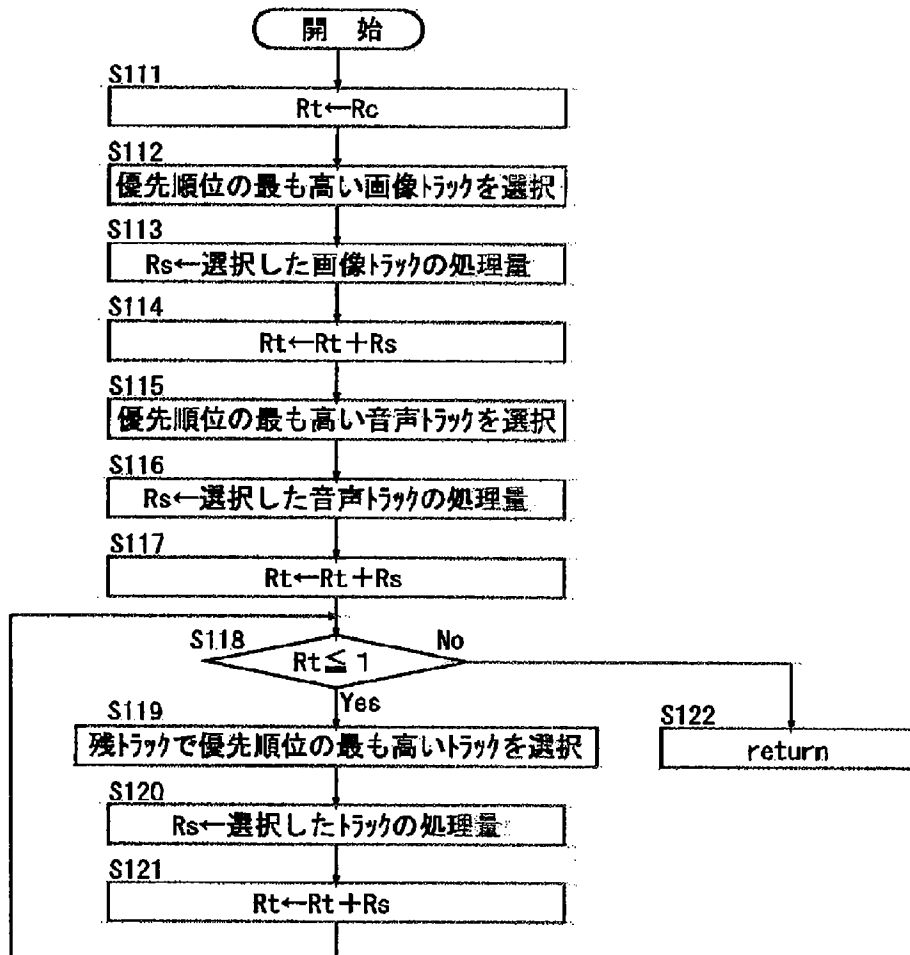 開 始
S111
Rt←Rc
S112
優先順位の最も高い画像トラックを選択
S113
Rs←選択した画像トラックの処理量
S114
Rt←Rt＋Rs
S115
優先順位の最も高い音声トラックを選択
S116
Rs←選択した音声トラックの処理量
S117
Rt←Rt＋Rs
S118
No
Rt≦1
Yes
S119
残トラックで優先順位の最も高いトラックを選択
S122
return
S120
Rs←選択したトラックの処理量
S121
Rt←Rt＋Rs